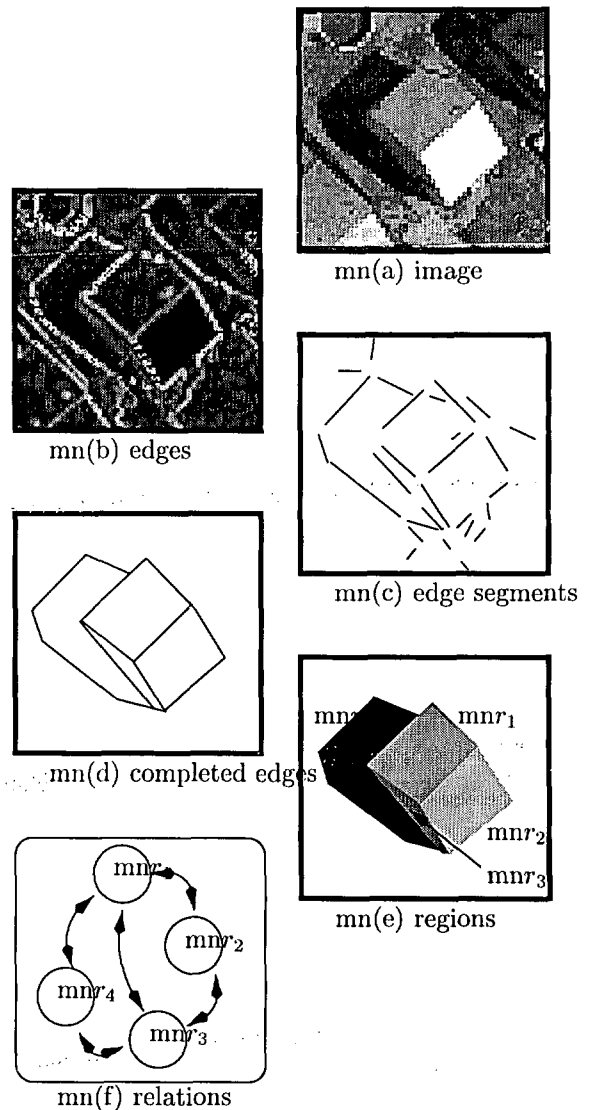 mn(a) image
mn(b) edges
mn(c) edge segments
mn(d) completed edges
mnr₁
mnr₂
mnr₃
mn(e) regions
mnr₂
mnr₄
mnr₃
mn(f) relations